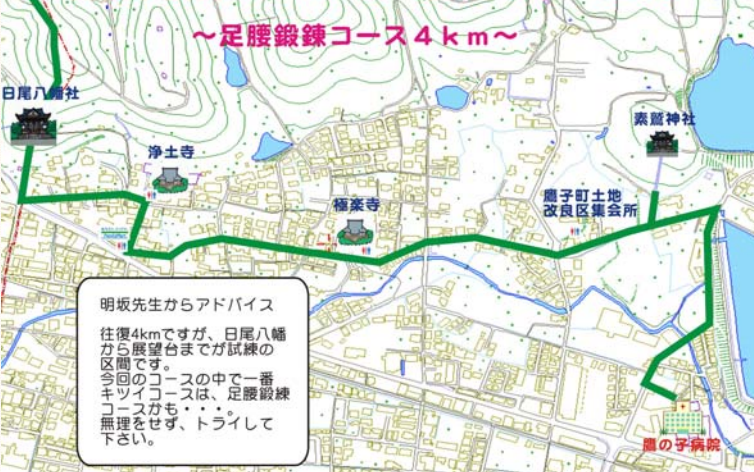 ～足腰鍛錬コース4km～
日尾八幡社
素鵞神社
浄土寺
極楽寺
鷹子町土地
改良区集会所
明坂先生からアドバイス
往復4kmですが、日尾八幡
から展望台までが試練の
区間です。
今回のコースの中で一番
キツイコースは、足腰鍛練
コースかも・・・。
無理をせず、トライして
下さい。
鷹の子病院